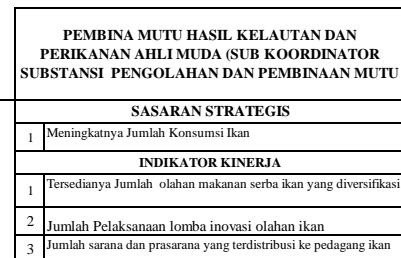 PEMBINA MUTU HASIL KELAUTAN DAN
PERIKANAN AHLI MUDA (SUB KOORDINATOR
SUBSTANSI PENGOLAHAN DAN PEMBINAAN MUTU
SASARAN STRATEGIS
1 Meningkatnya Jumlah Konsumsi Ikan
INDIKATOR KINERJA
1 Tersedianya Jumlah olahan makanan serba ikan yang diversifikasi
2 Jumlah Pelaksanaan lomba inovasi olahan ikan
3 Jumlah sarana dan prasarana yang terdistribusi ke pedagang ikan